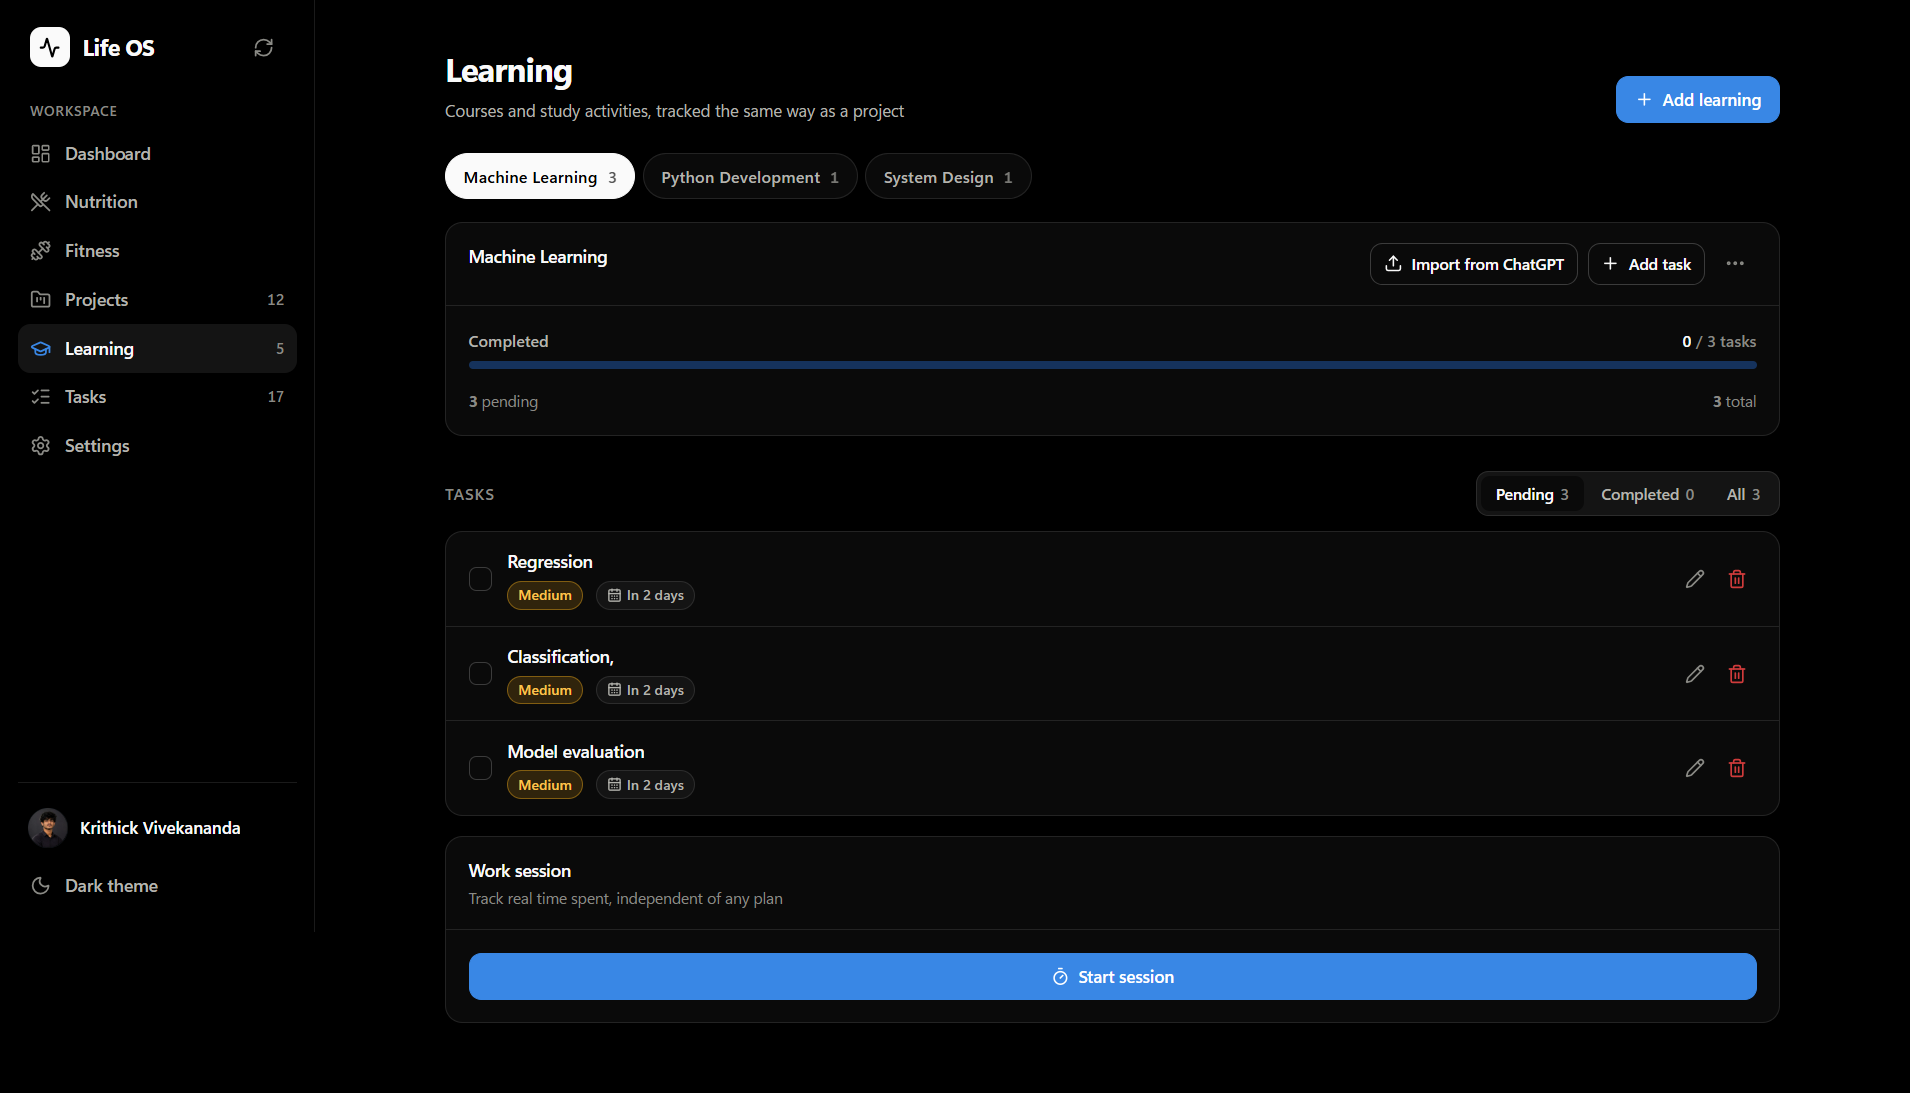 Life OS
WORKSPACE
Dashboard
Nutrition
Fitness
Projects 12
Learning 5
Tasks 17
Settings
Krithick Vivekananda
Dark theme
Learning
Courses and study activities, tracked the same way as a project
+ Add learning
Machine Learning 3
Python Development 1
System Design 1
Machine Learning
Import from ChatGPT
+ Add task
Completed
0 / 3 tasks
3 pending
3 total
TASKS
Pending 3
Completed 0
All 3
Regression
Medium
In 2 days
Classification,
Medium
In 2 days
Model evaluation
Medium
In 2 days
Work session
Track real time spent, independent of any plan
Start session